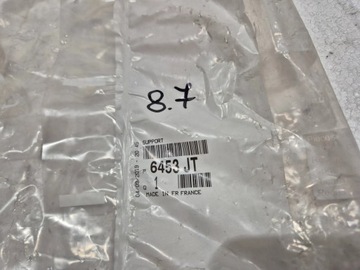 8.7
SUPPORT
6453 JT
1
MADE IN FR FRANCE